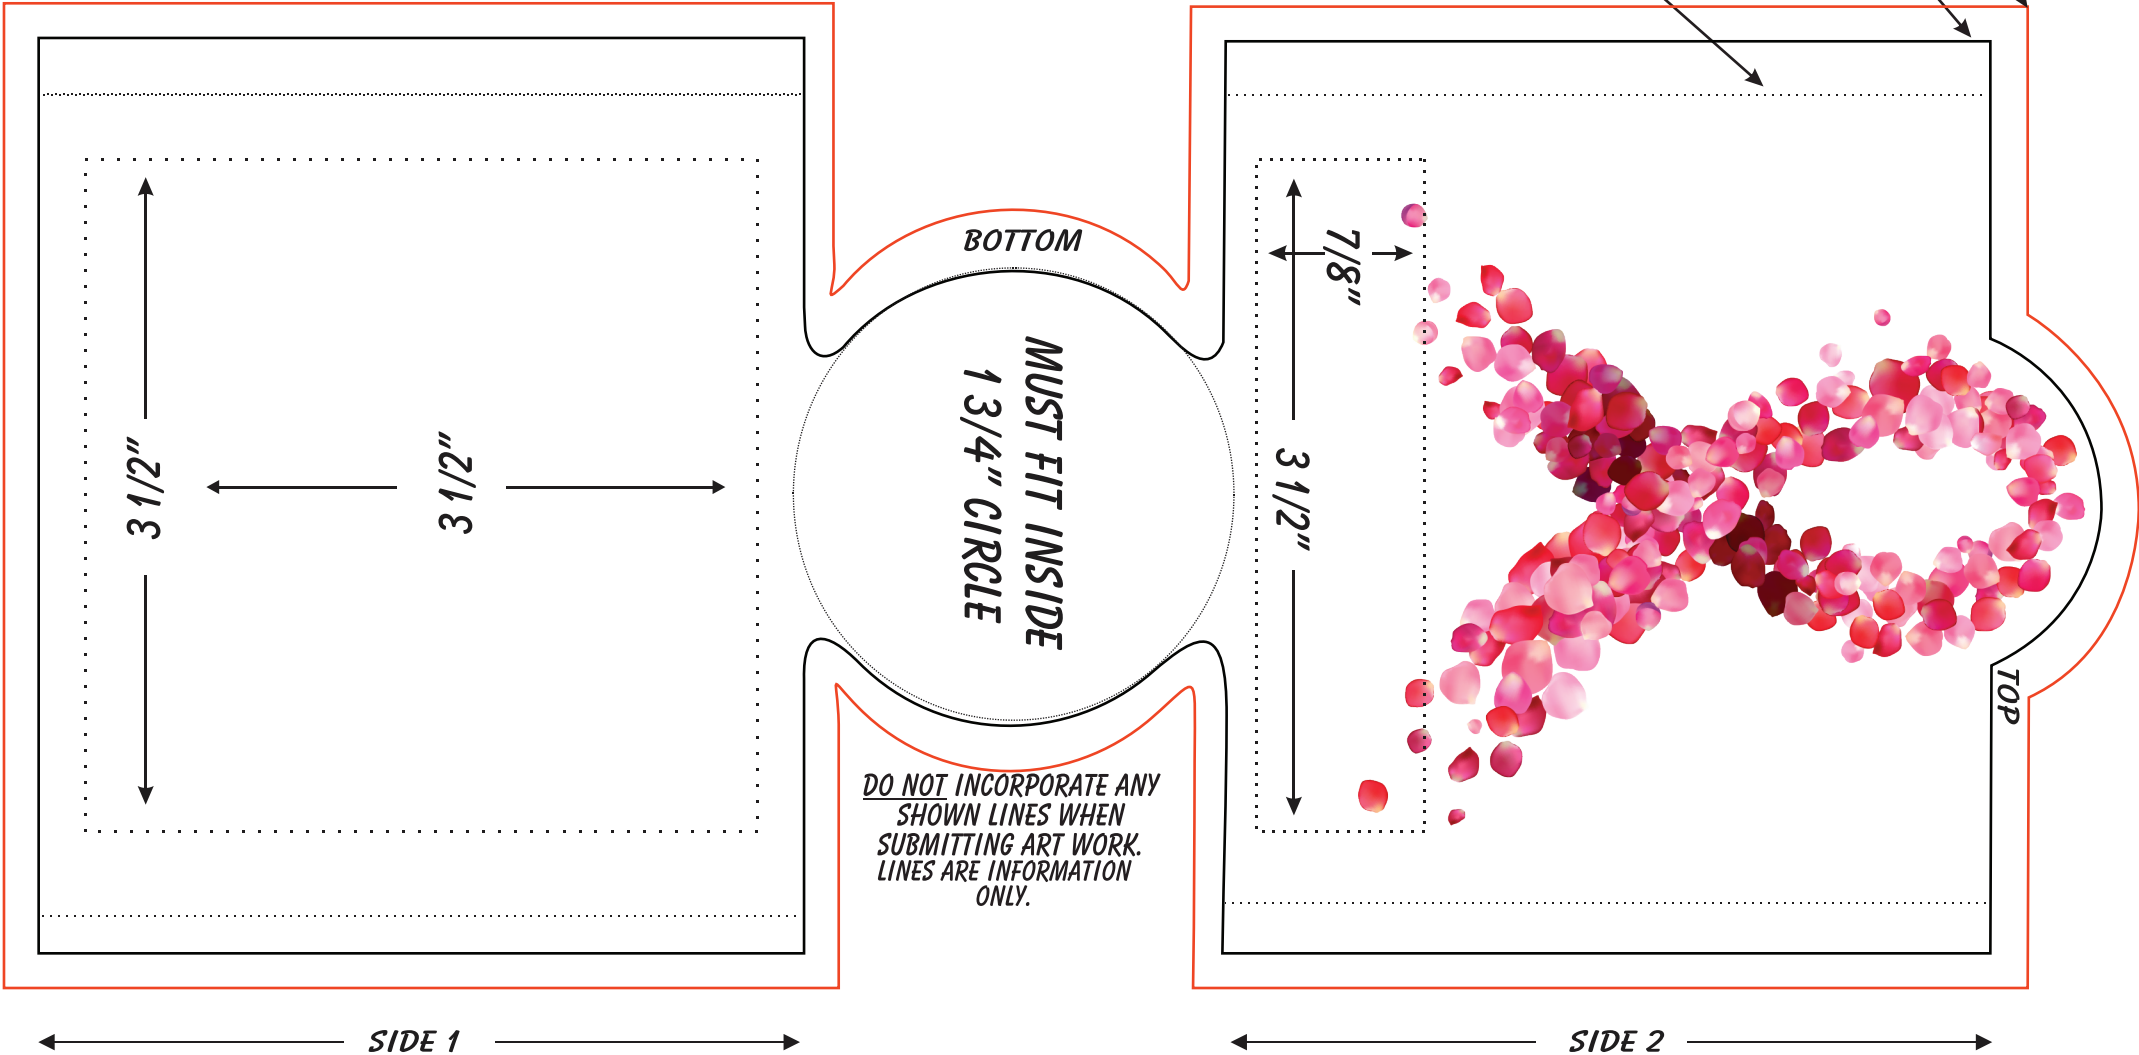 BOTTOM
3 1/2"
3 1/2"
MUST FIT INSIDE
1 3/4" CIRCLE
7/8"
3 1/2"
TOP
DO NOT INCORPORATE ANY
SHOWN LINES WHEN
SUBMITTING ART WORK.
LINES ARE INFORMATION
ONLY.
SIDE 1
SIDE 2